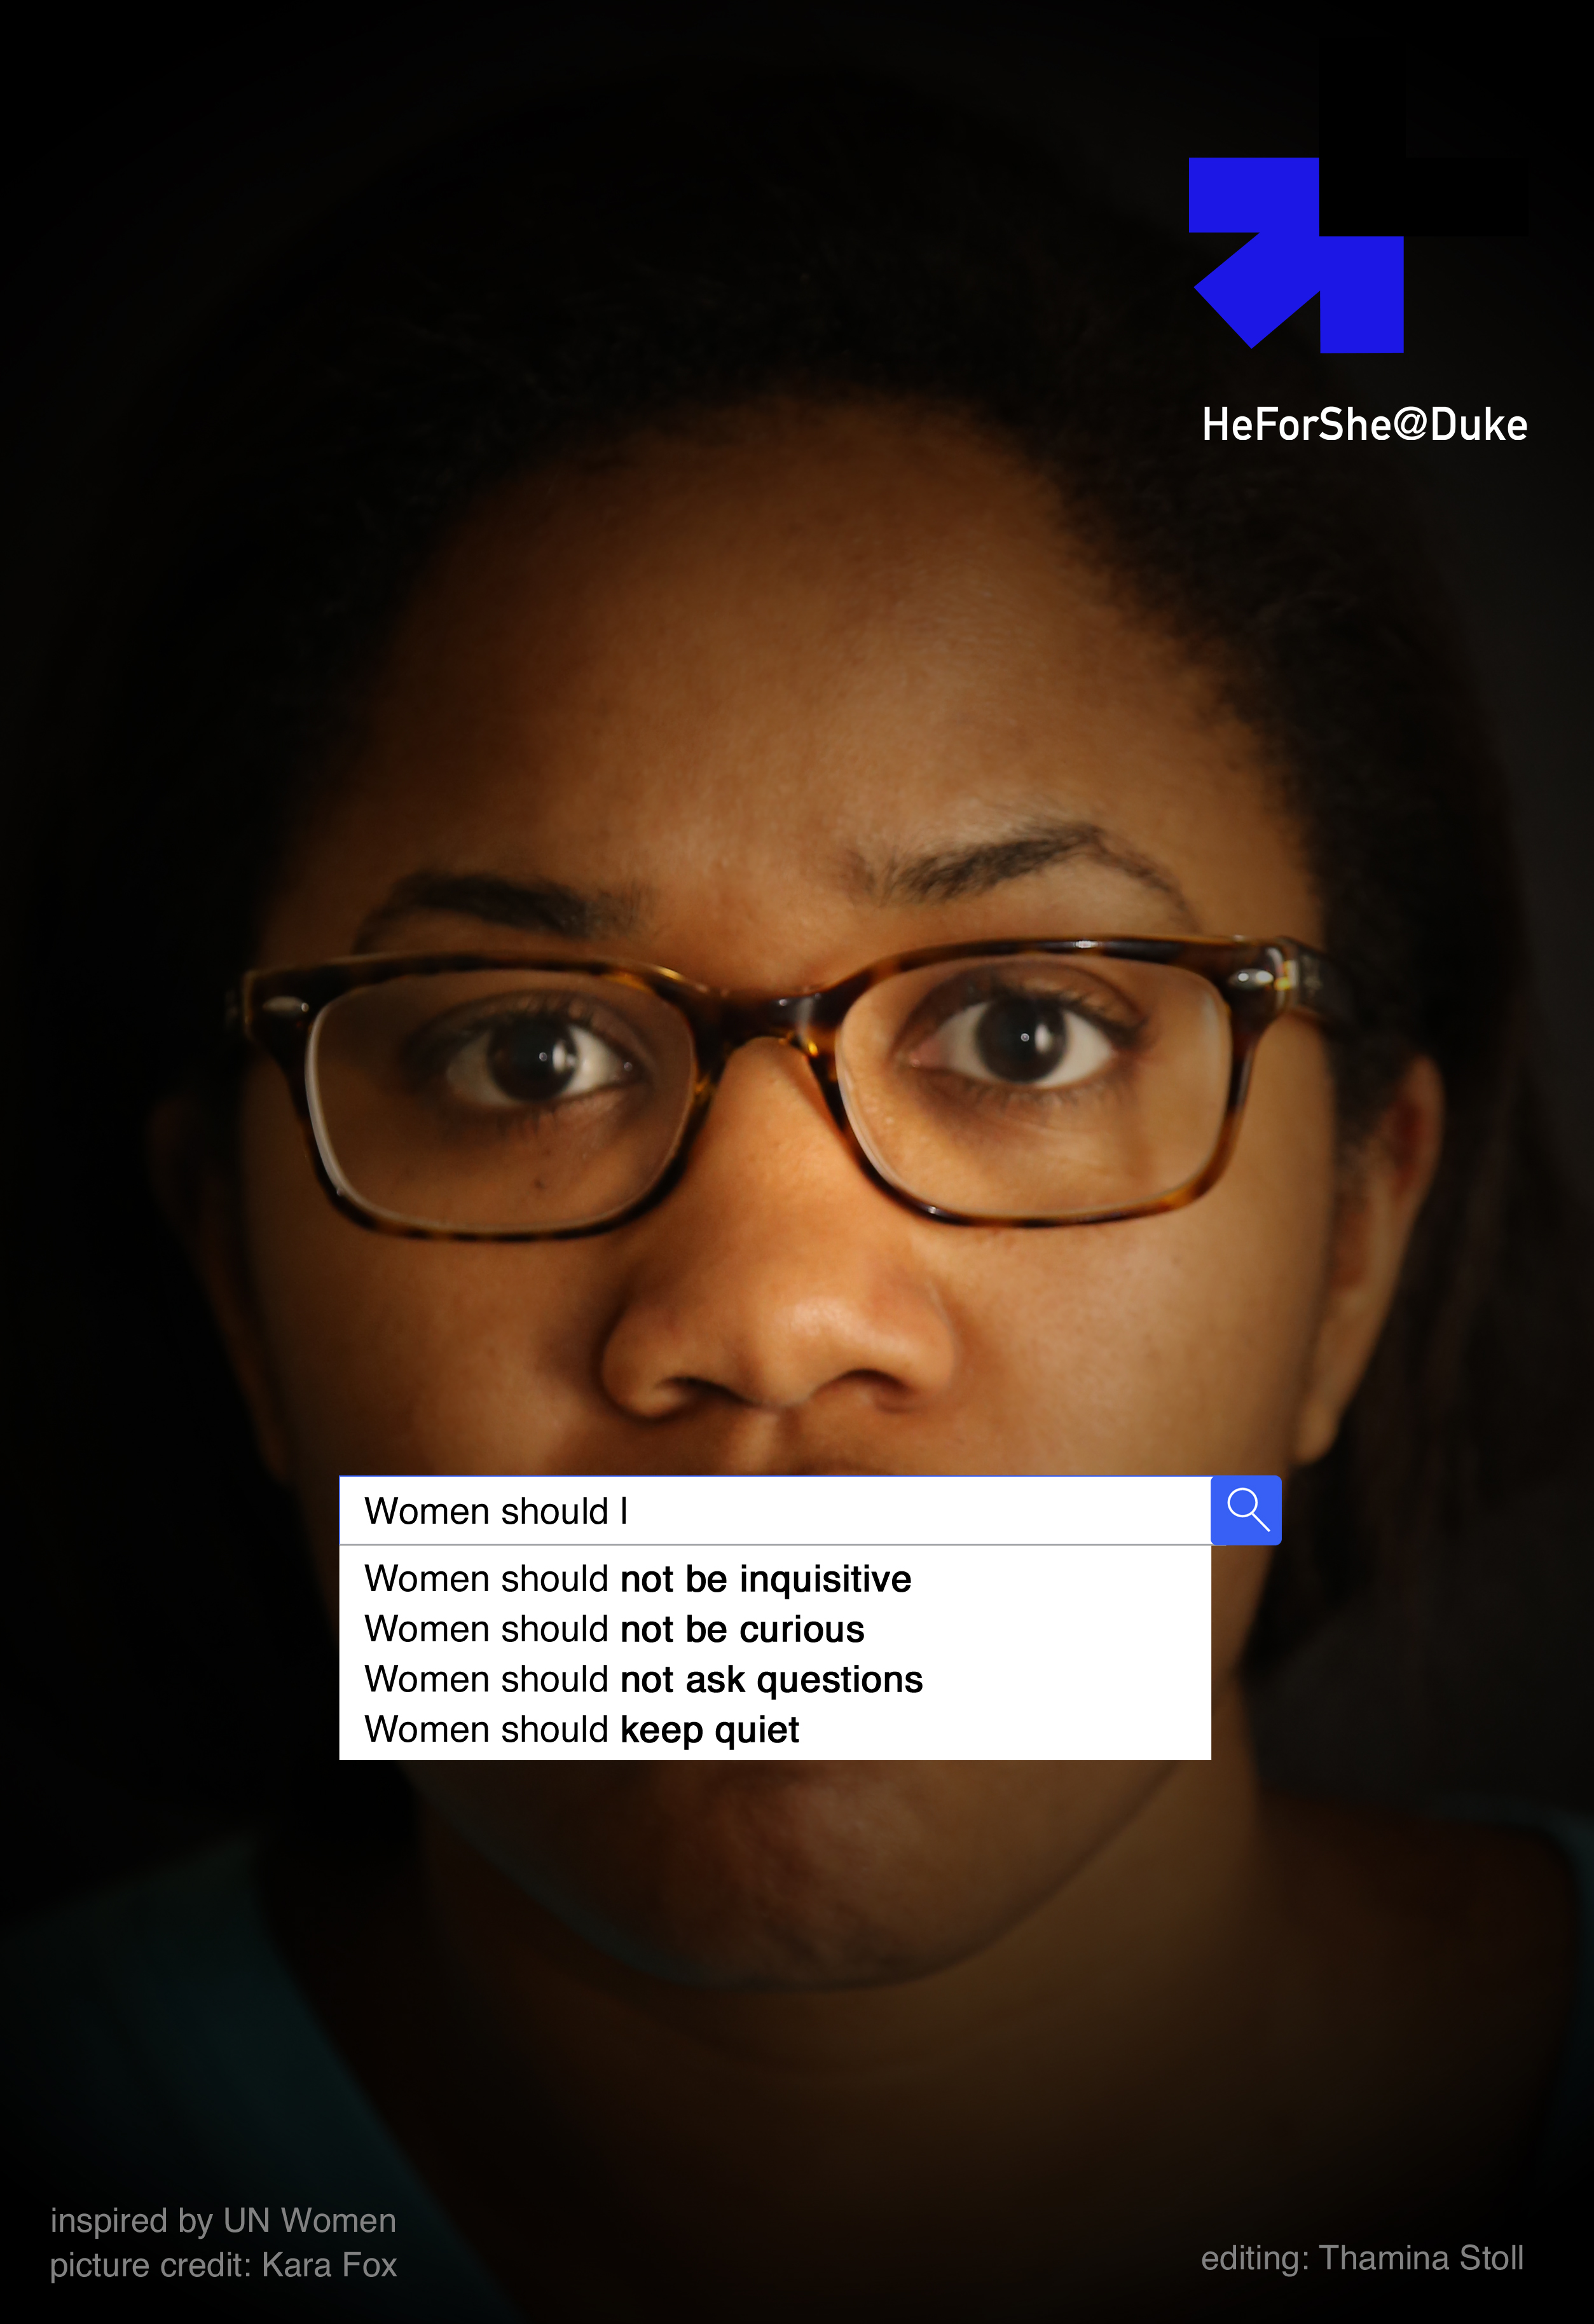 HeForShe@Duke
Women should |
Women should not be inquisitive
Women should not be curious
Women should not ask questions
Women should keep quiet
inspired by UN Women
picture credit: Kara Fox
editing: Thamina Stoll